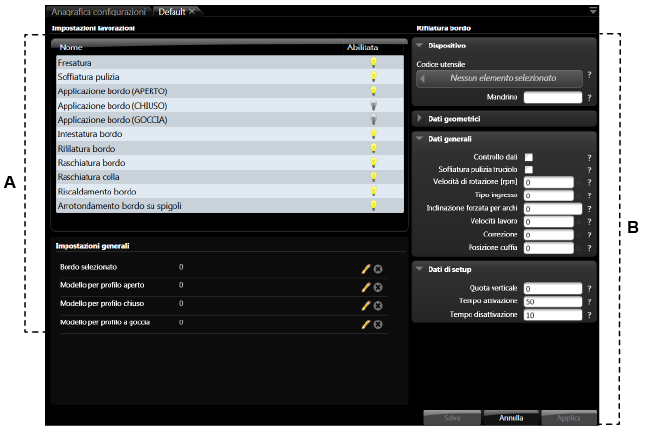 Anagrafica configurazioni Default
Impostazioni lavorazioni
Nome Abilitata
Fresatura
Soffiatura pulizia
Applicazione bordo (APERTO)
Applicazione bordo (CHIUSO)
Applicazione bordo (GOCCIA)
Intestatura bordo
Rifilatura bordo
Raschiatura bordo
Raschiatura colla
Riscaldamento bordo
Arrotondamento bordo su spigoli
Impostazioni generali
Bordo selezionato 0
Modello per profilo aperto 0
Modello per profilo chiuso 0
Modello per profilo a goccia 0
A
Rifilatura bordo
Dispositivo
Codice utensile
Nessun elemento selezionato ?
Mandrino ?
Dati geometrici
Dati generali
Controllo dati ?
Soffiatura pulizia truciolo ?
Velocità di rotazione [rpm] 0 ?
Tipo ingresso 0 ?
Inclinazione forzata per archi 0 ?
Velocità lavoro 0 ?
Correzione 0 ?
Posizione cuffia 0 ?
Dati di setup
Quota verticale 0 ?
Tempo attivazione 50 ?
Tempo disattivazione 10 ?
B
Salva Annulla Applica